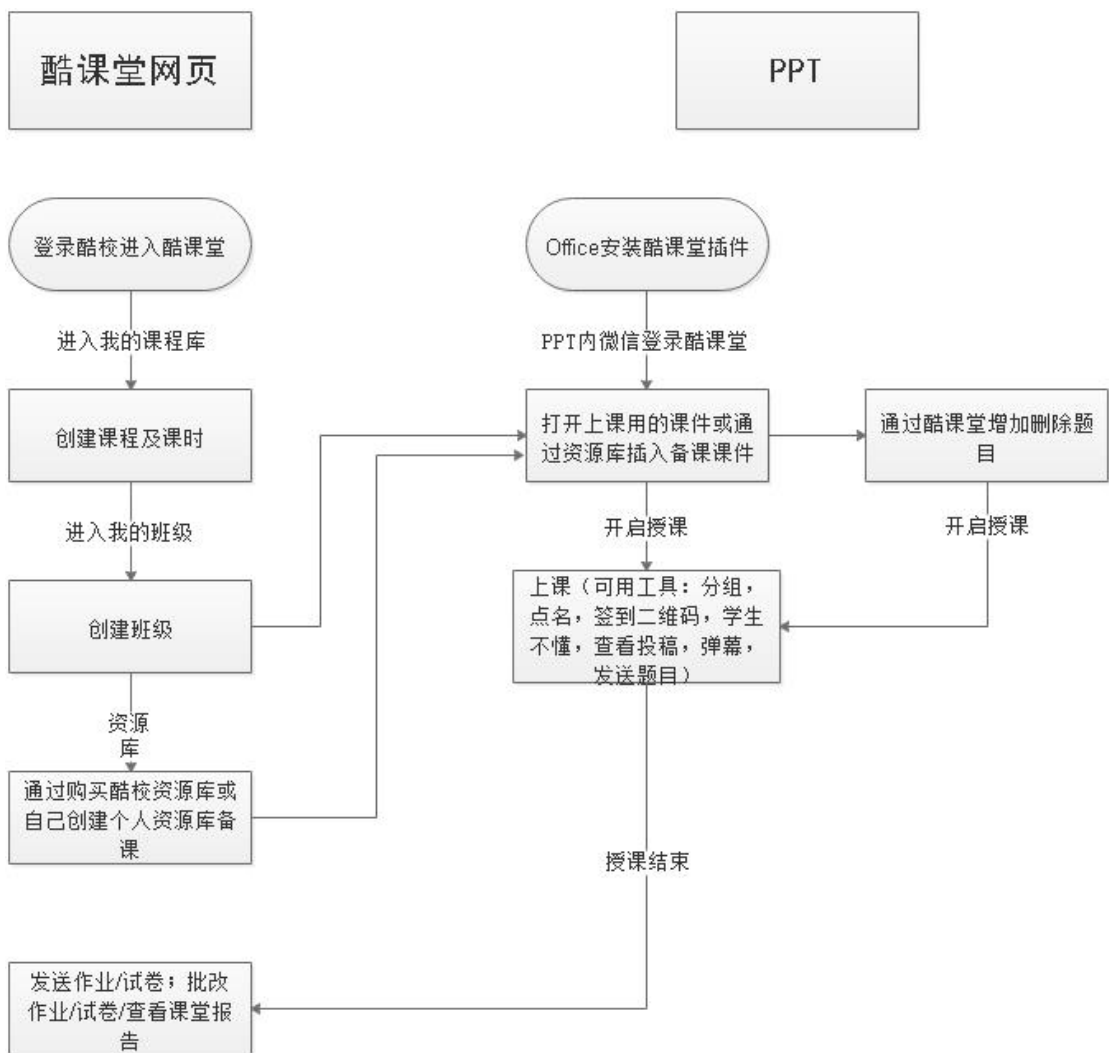 酷课堂网页
PPT
登录酷校进入酷课堂
Office安装酷课堂插件
进入我的课程库
PPT内微信登录酷课堂
创建课程及课时
打开上课用的课件或通
过资源库插入备课课件
通过酷课堂增加删除题
目
进入我的班级
开启授课
开启授课
创建班级
上课（可用工具：分组，
点名，签到二维码，学生
不懂，查看投稿，弹幕，
发送题目）
资源
库
通过购买酷校资源库或
自己创建个人资源库备
课
授课结束
发送作业/试卷；批改
作业/试卷/查看课堂报
告